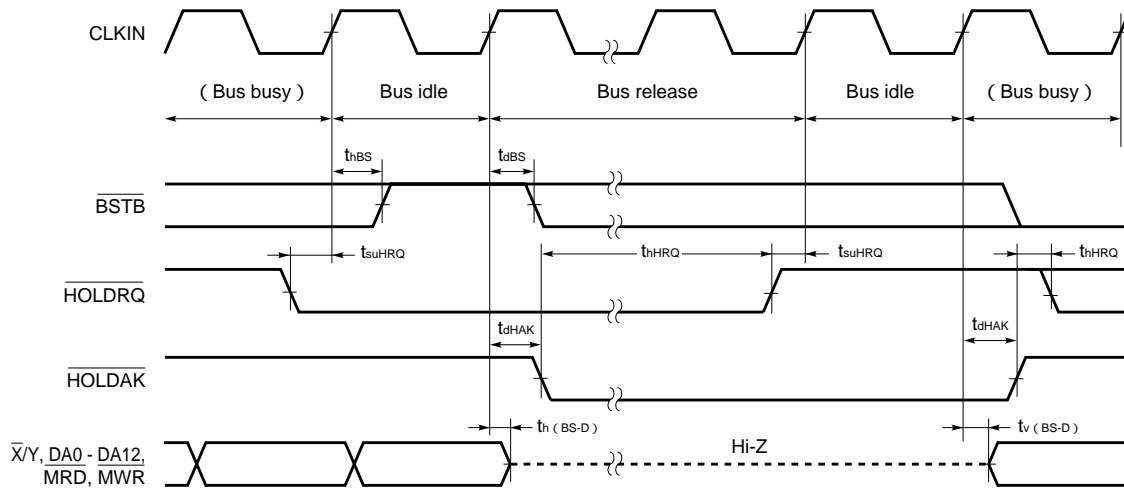 CLKIN
( Bus busy ) Bus idle Bus release Bus idle ( Bus busy )
thBS tdBS
BSTB
tsuHRQ thHRQ tsuHRQ thHRQ
HOLDRQ
tdHAK tdHAK
HOLDAK
th ( BS-D ) tv ( BS-D )
X/Y, DA0 - DA12,
MRD, MWR
Hi-Z